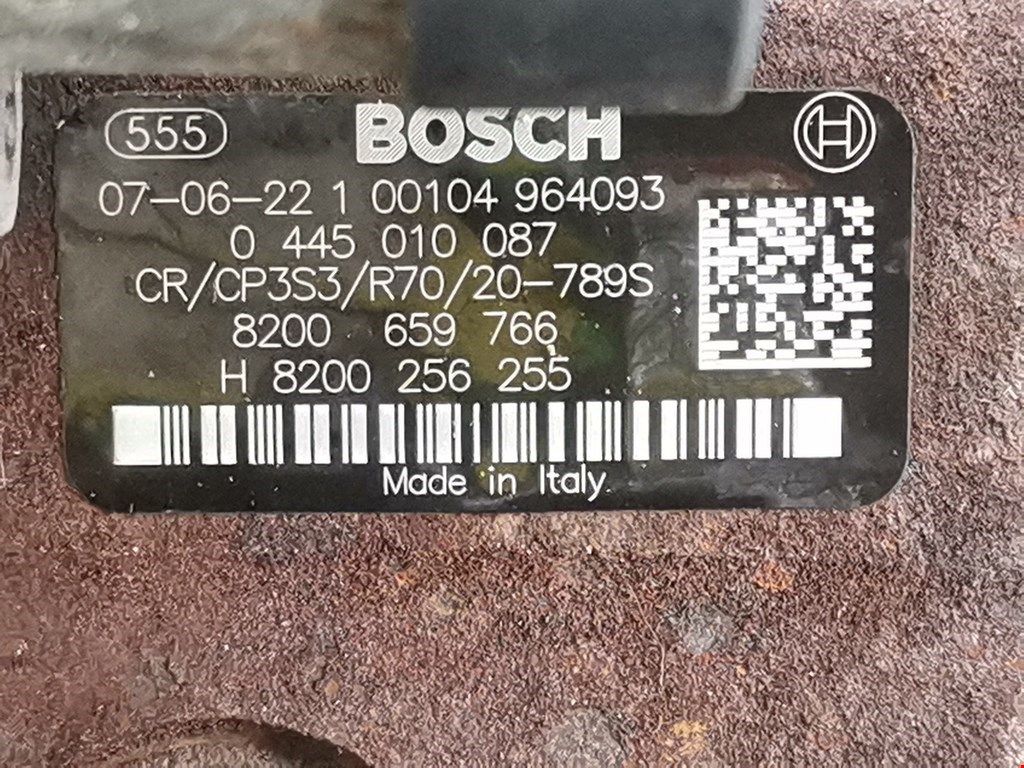 555 BOSCH
07-06-22 1 00104 964093
0 445 010 087
CR/CP3S3/R70/20-789S
8200 659 766
H 8200 256 255
Made in Italy